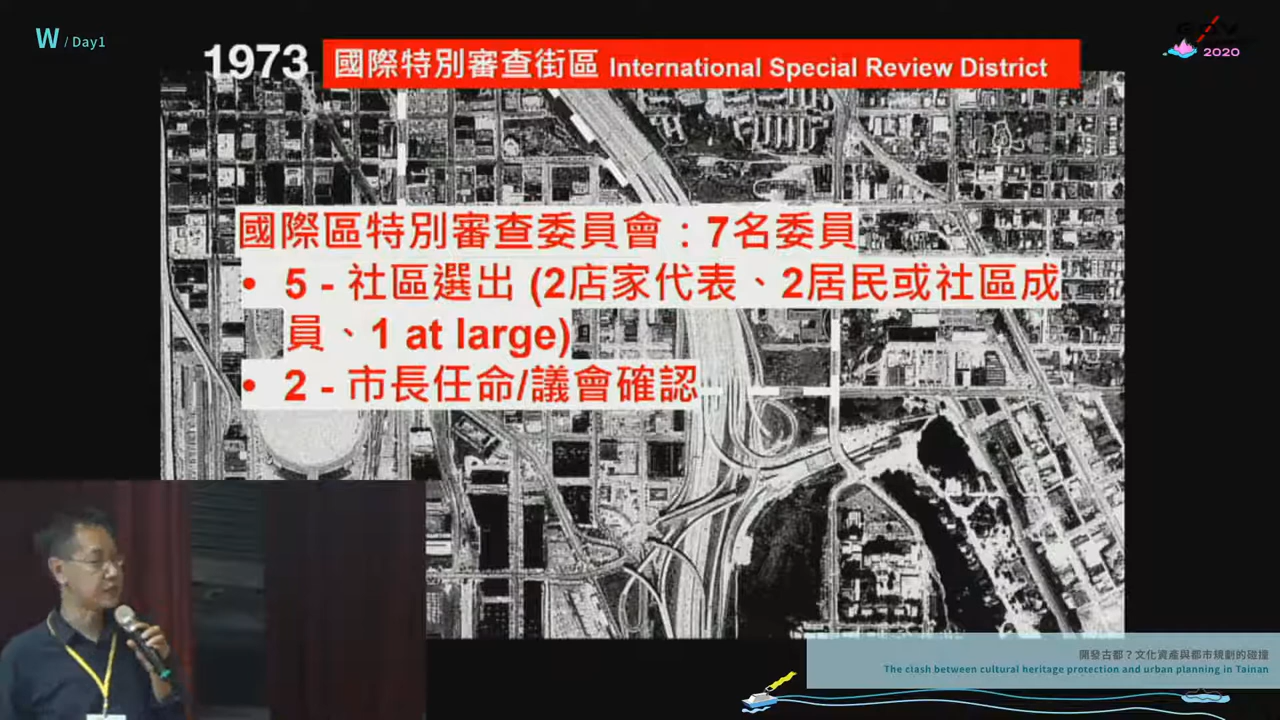 W / Day1
2020
1973 國際特別審查街區 International Special Review District
國際區特別審查委員會：7名委員
• 5 - 社區選出 (2店家代表、2居民或社區成
員、1 at large)
• 2 - 市長任命/議會確認
開發古都？文化資產與都市規劃的碰撞
The clash between cultural heritage protection and urban planning in Tainan